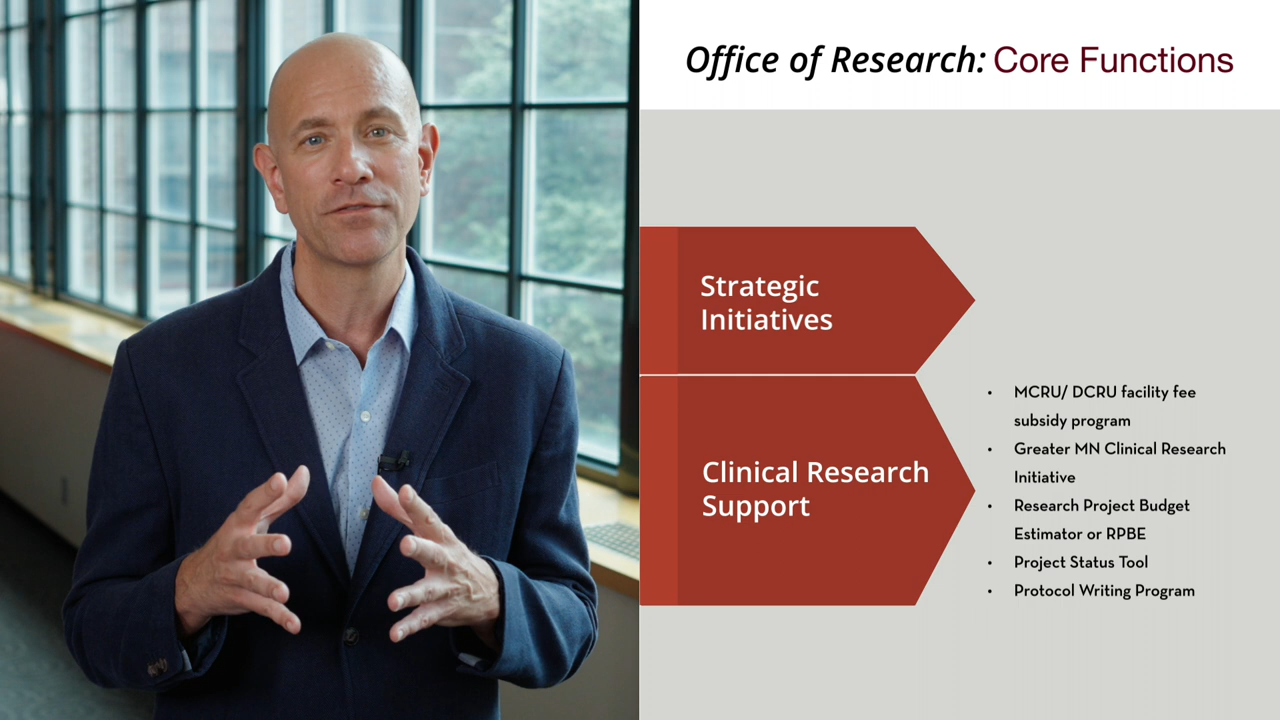 Office of Research: Core Functions
Strategic
Initiatives
Clinical Research
Support
• MCRU/ DCRU facility fee
subsidy program
• Greater MN Clinical Research
Initiative
• Research Project Budget
Estimator or RPBE
• Project Status Tool
• Protocol Writing Program